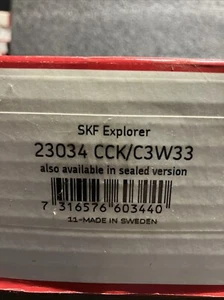 SKF Explorer
23034 CCK/C3W33
also available in sealed version
7 316576 603440
11-MADE IN SWEDEN